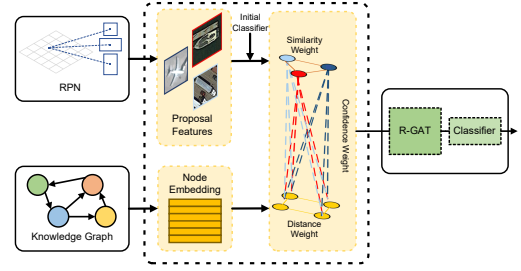 RPN
Proposal
Features
Initial
Classifier
Similarity
Weight
Confidence Weight
Distance
Weight
Knowledge Graph
Node
Embedding
R-GAT
Classifier